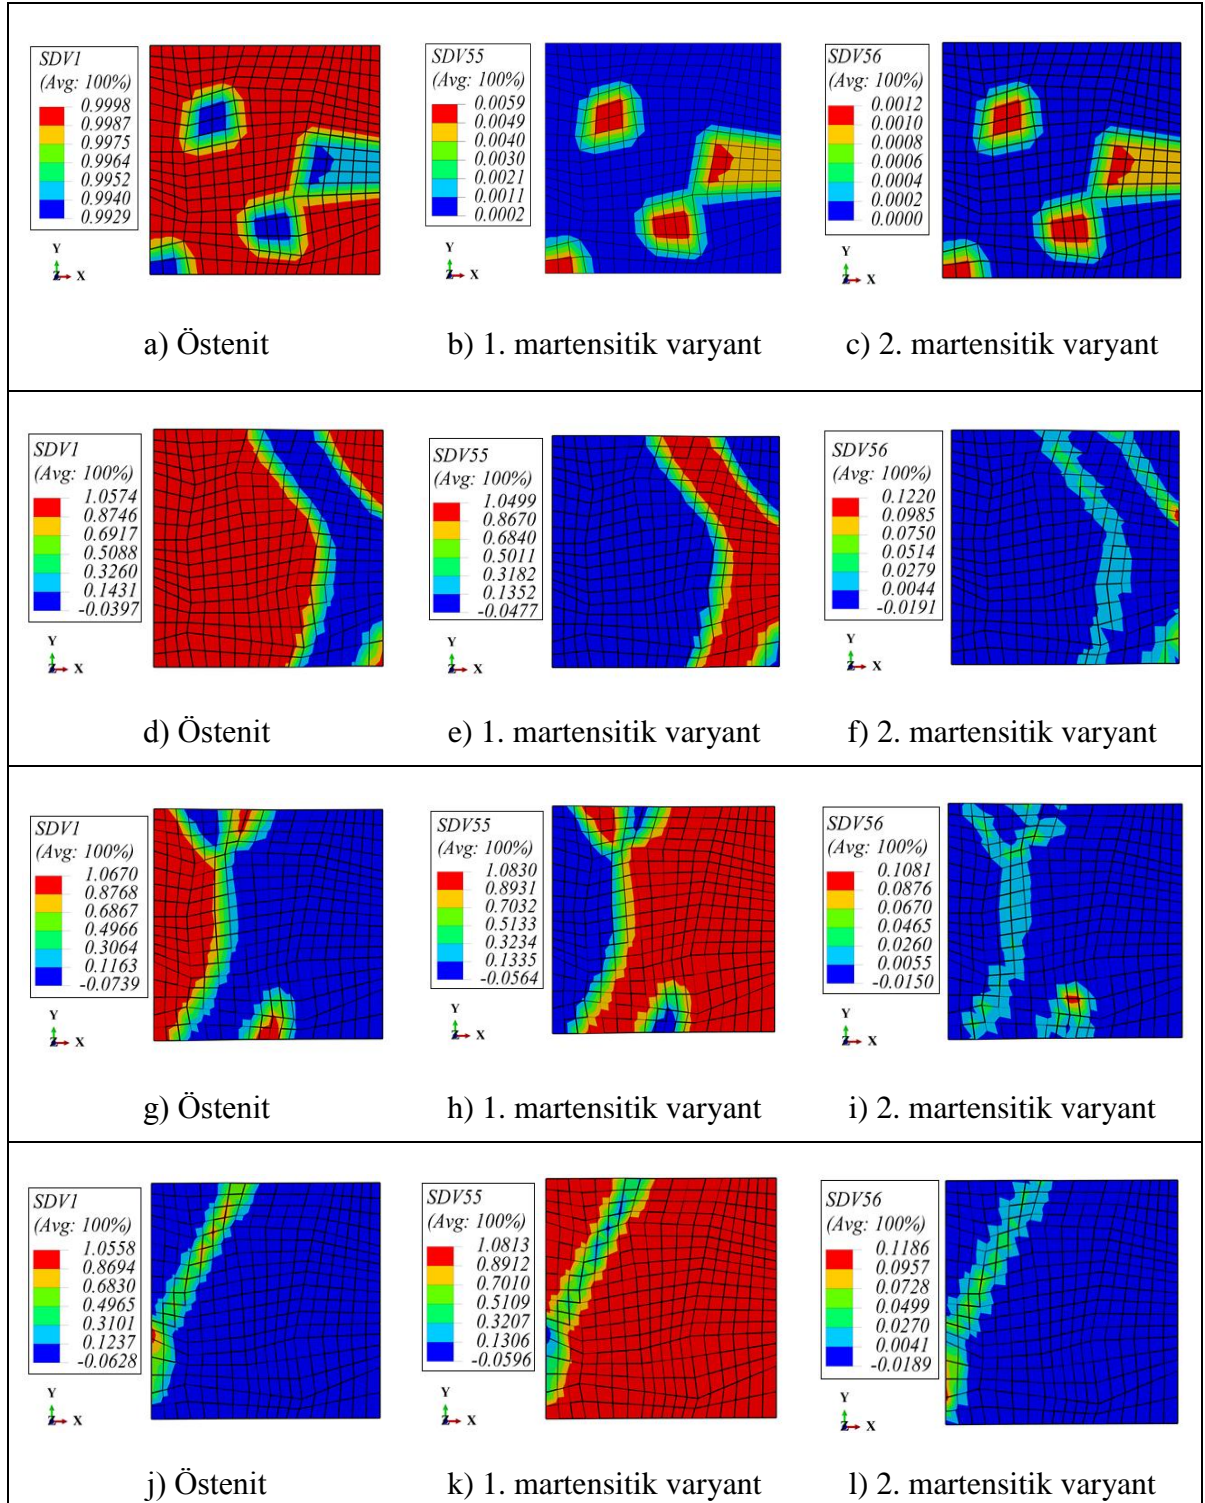 SDV1
(Avg: 100%)
0.9998
0.9987
0.9975
0.9964
0.9952
0.9940
0.9929
Y
Z X
SDV55
(Avg: 100%)
0.0059
0.0049
0.0040
0.0030
0.0021
0.0011
0.0002
Y
Z X
SDV56
(Avg: 100%)
0.0012
0.0010
0.0008
0.0006
0.0004
0.0002
0.0000
Y
Z X
a) Östenit
b) 1. martensitik varyant
c) 2. martensitik varyant
SDV1
(Avg: 100%)
1.0574
0.8746
0.6917
0.5088
0.3260
0.1431
-0.0397
Y
Z X
SDV55
(Avg: 100%)
1.0499
0.8670
0.6840
0.5011
0.3182
0.1352
-0.0477
Y
Z X
SDV56
(Avg: 100%)
0.1220
0.0985
0.0750
0.0514
0.0279
0.0044
-0.0191
Y
Z X
d) Östenit
e) 1. martensitik varyant
f) 2. martensitik varyant
SDV1
(Avg: 100%)
1.0670
0.8768
0.6867
0.4966
0.3064
0.1163
-0.0739
Y
Z X
SDV55
(Avg: 100%)
1.0830
0.8931
0.7032
0.5133
0.3234
0.1335
-0.0564
Y
Z X
SDV56
(Avg: 100%)
0.1081
0.0876
0.0670
0.0465
0.0260
0.0055
-0.0150
Y
Z X
g) Östenit
h) 1. martensitik varyant
i) 2. martensitik varyant
SDV1
(Avg: 100%)
1.0558
0.8694
0.6830
0.4965
0.3101
0.1237
-0.0628
Y
Z X
SDV55
(Avg: 100%)
1.0813
0.8912
0.7010
0.5109
0.3207
0.1306
-0.0596
Y
Z X
SDV56
(Avg: 100%)
0.1186
0.0957
0.0728
0.0499
0.0270
0.0041
-0.0189
Y
Z X
j) Östenit
k) 1. martensitik varyant
l) 2. martensitik varyant